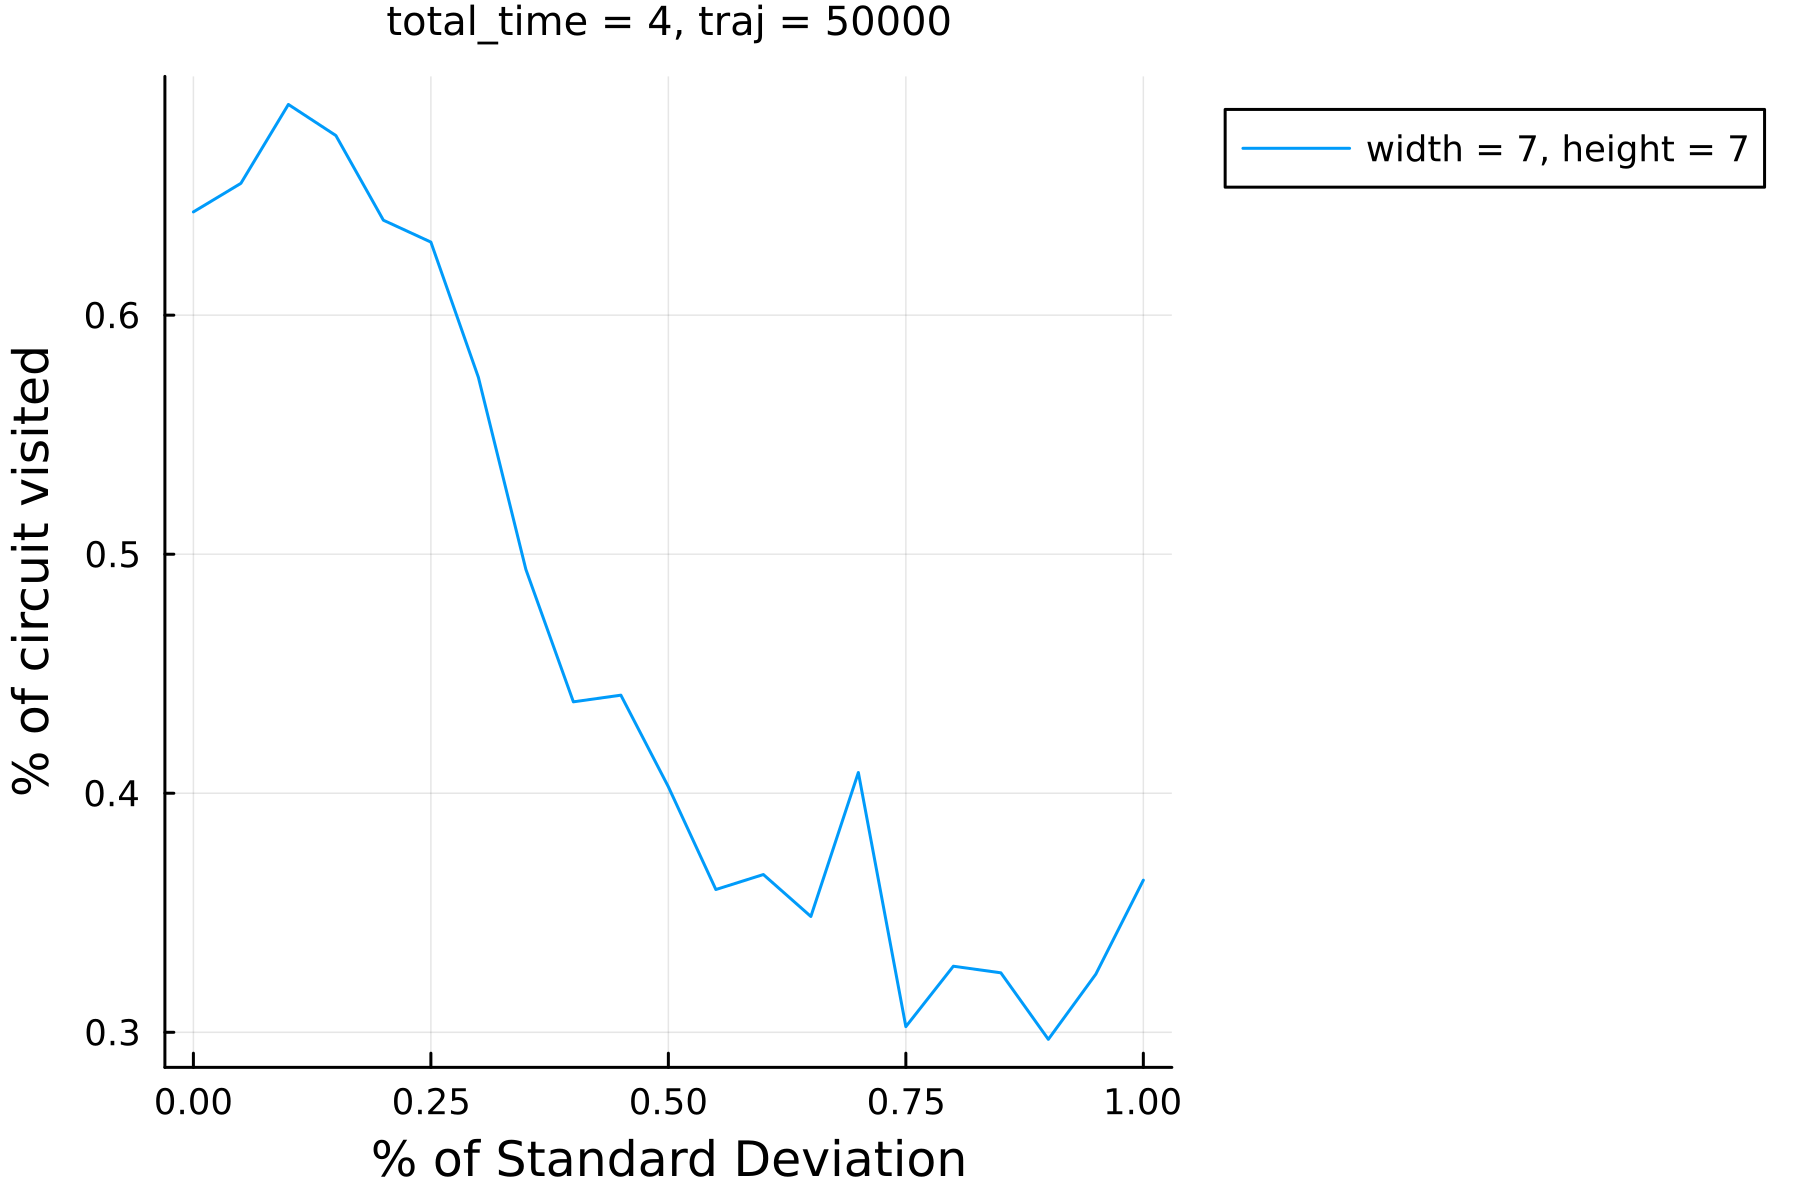 total_time = 4, traj = 50000
width = 7, height = 7
% of circuit visited
0.6
0.5
0.4
0.3
0.00 0.25 0.50 0.75 1.00
% of Standard Deviation